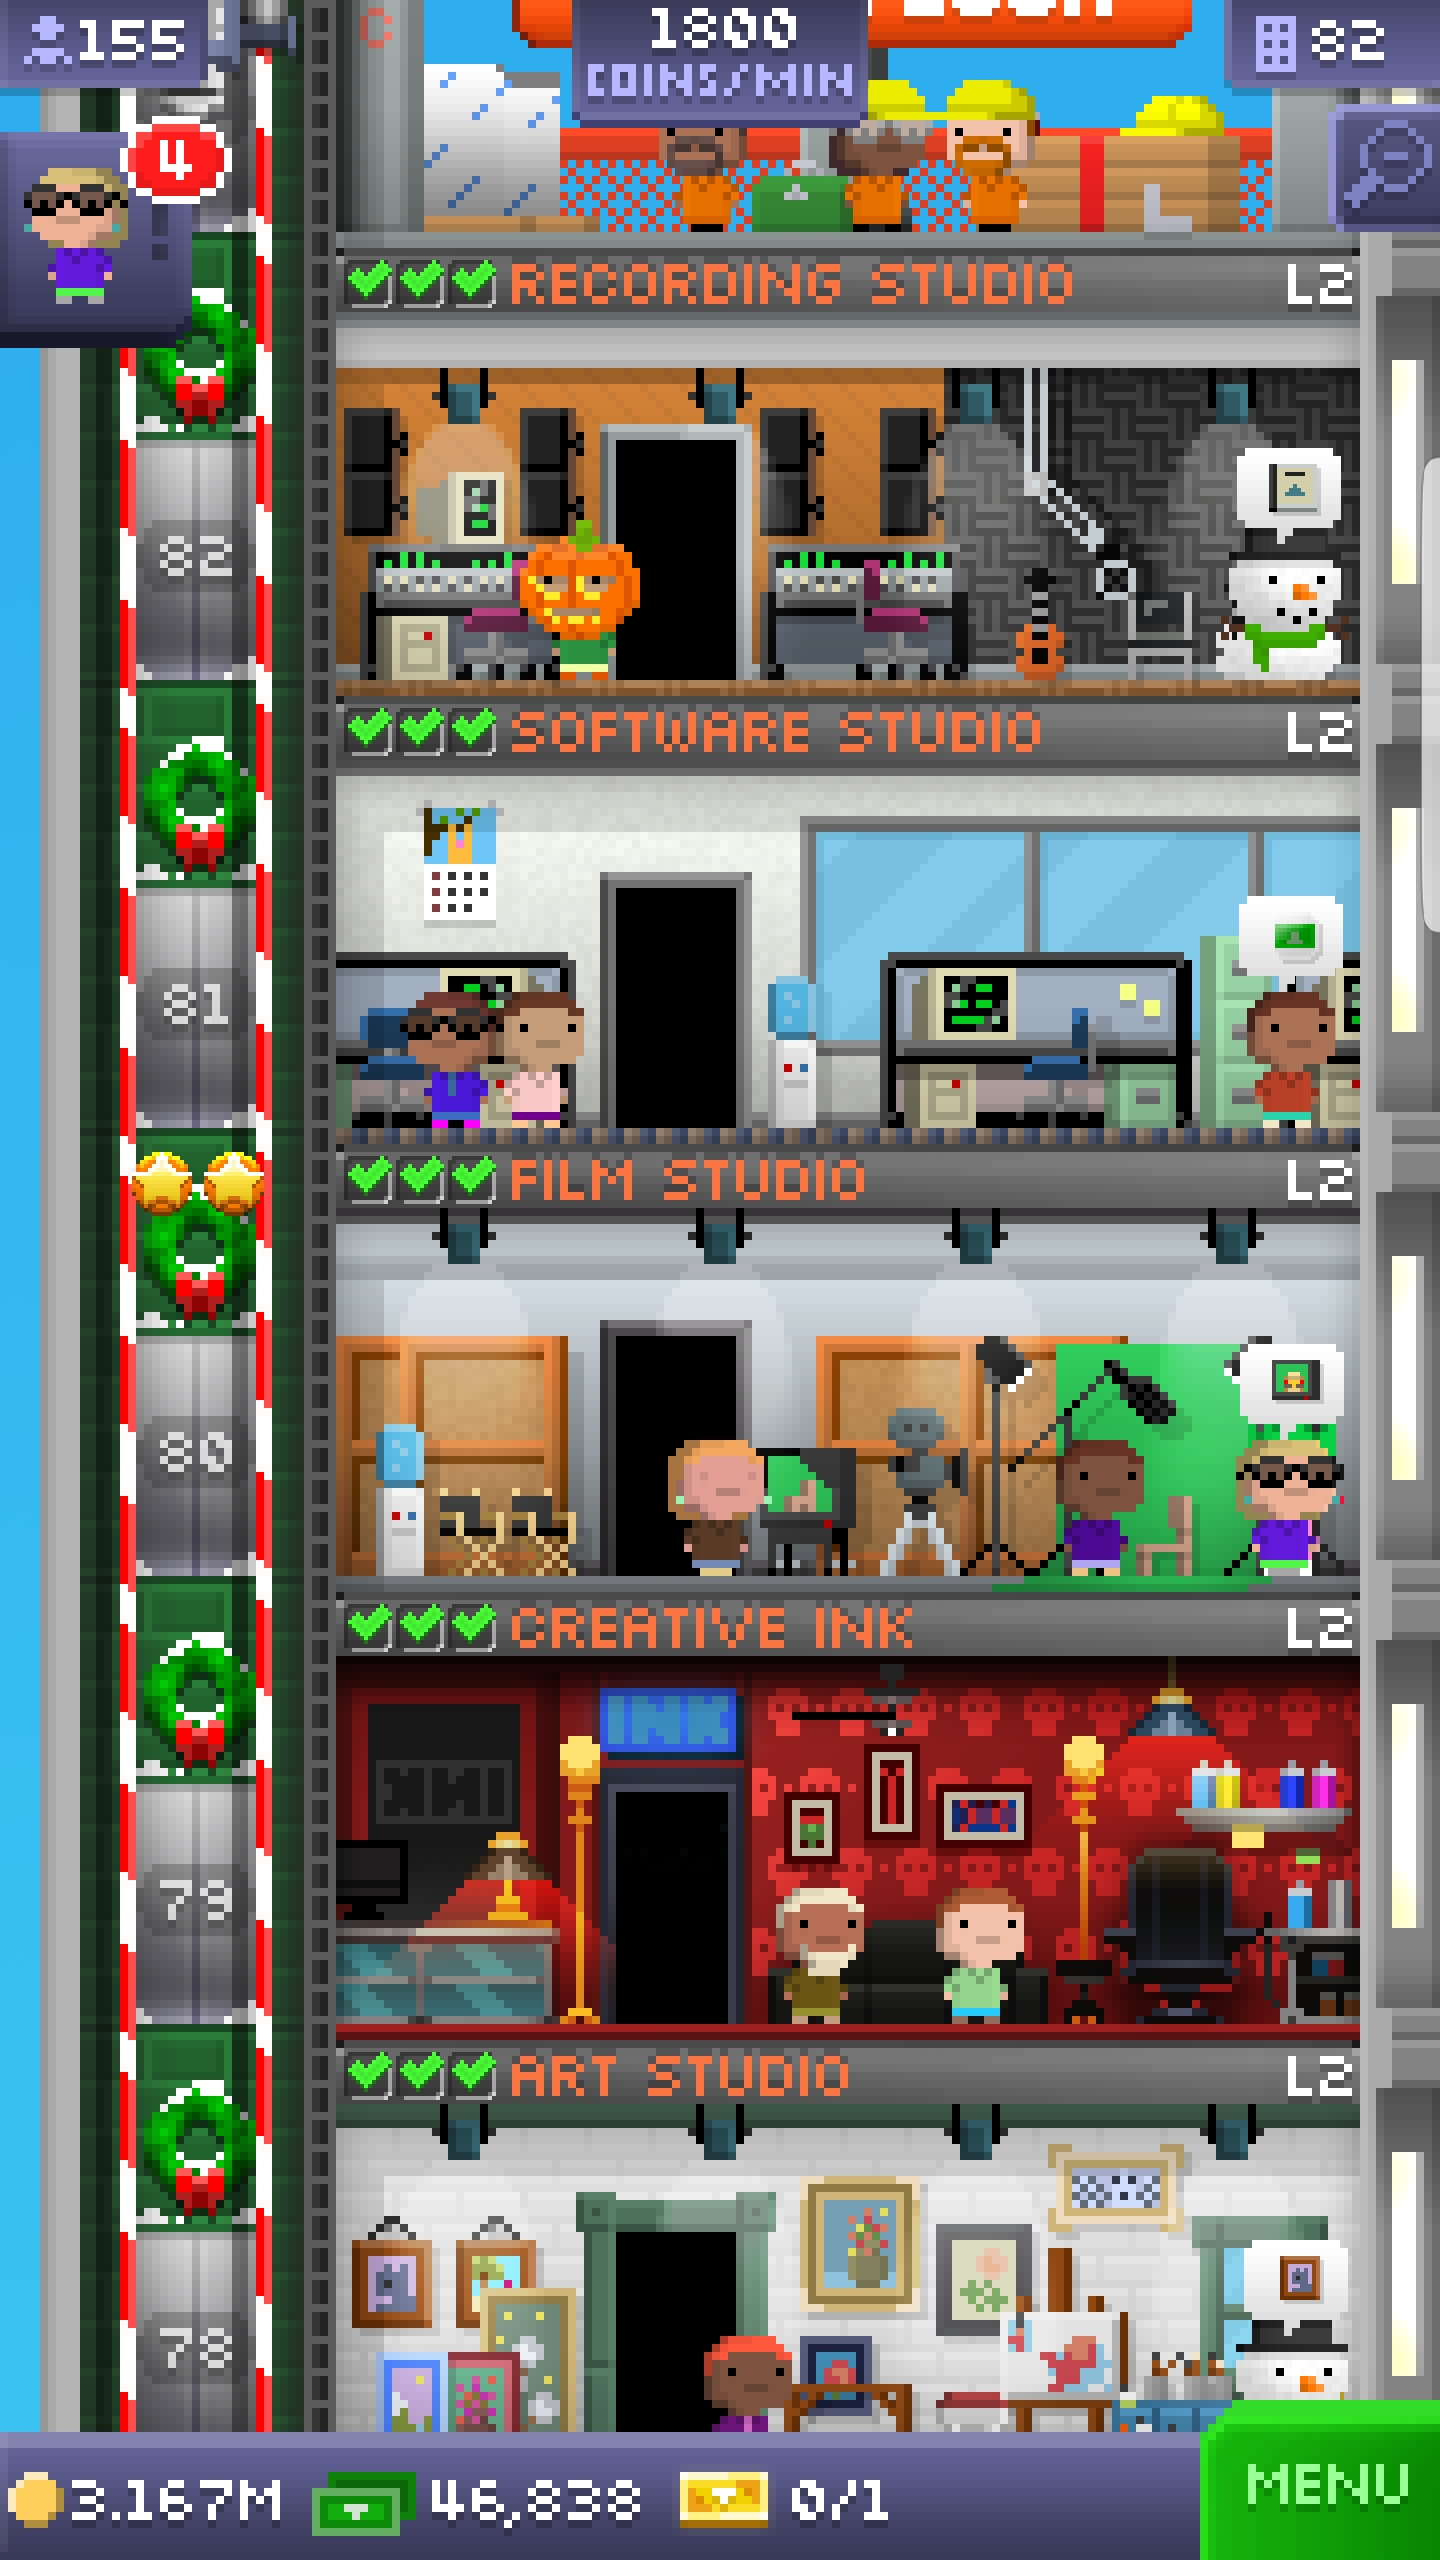 155
1800
COINS/MIN
82
4
RECORDING STUDIO
L2
82
SOFTWARE STUDIO
L2
81
FILM STUDIO
L2
80
CREATIVE INK
L2
INK
INK
79
ART STUDIO
L2
78
3.167M
46,838
0/1
MENU